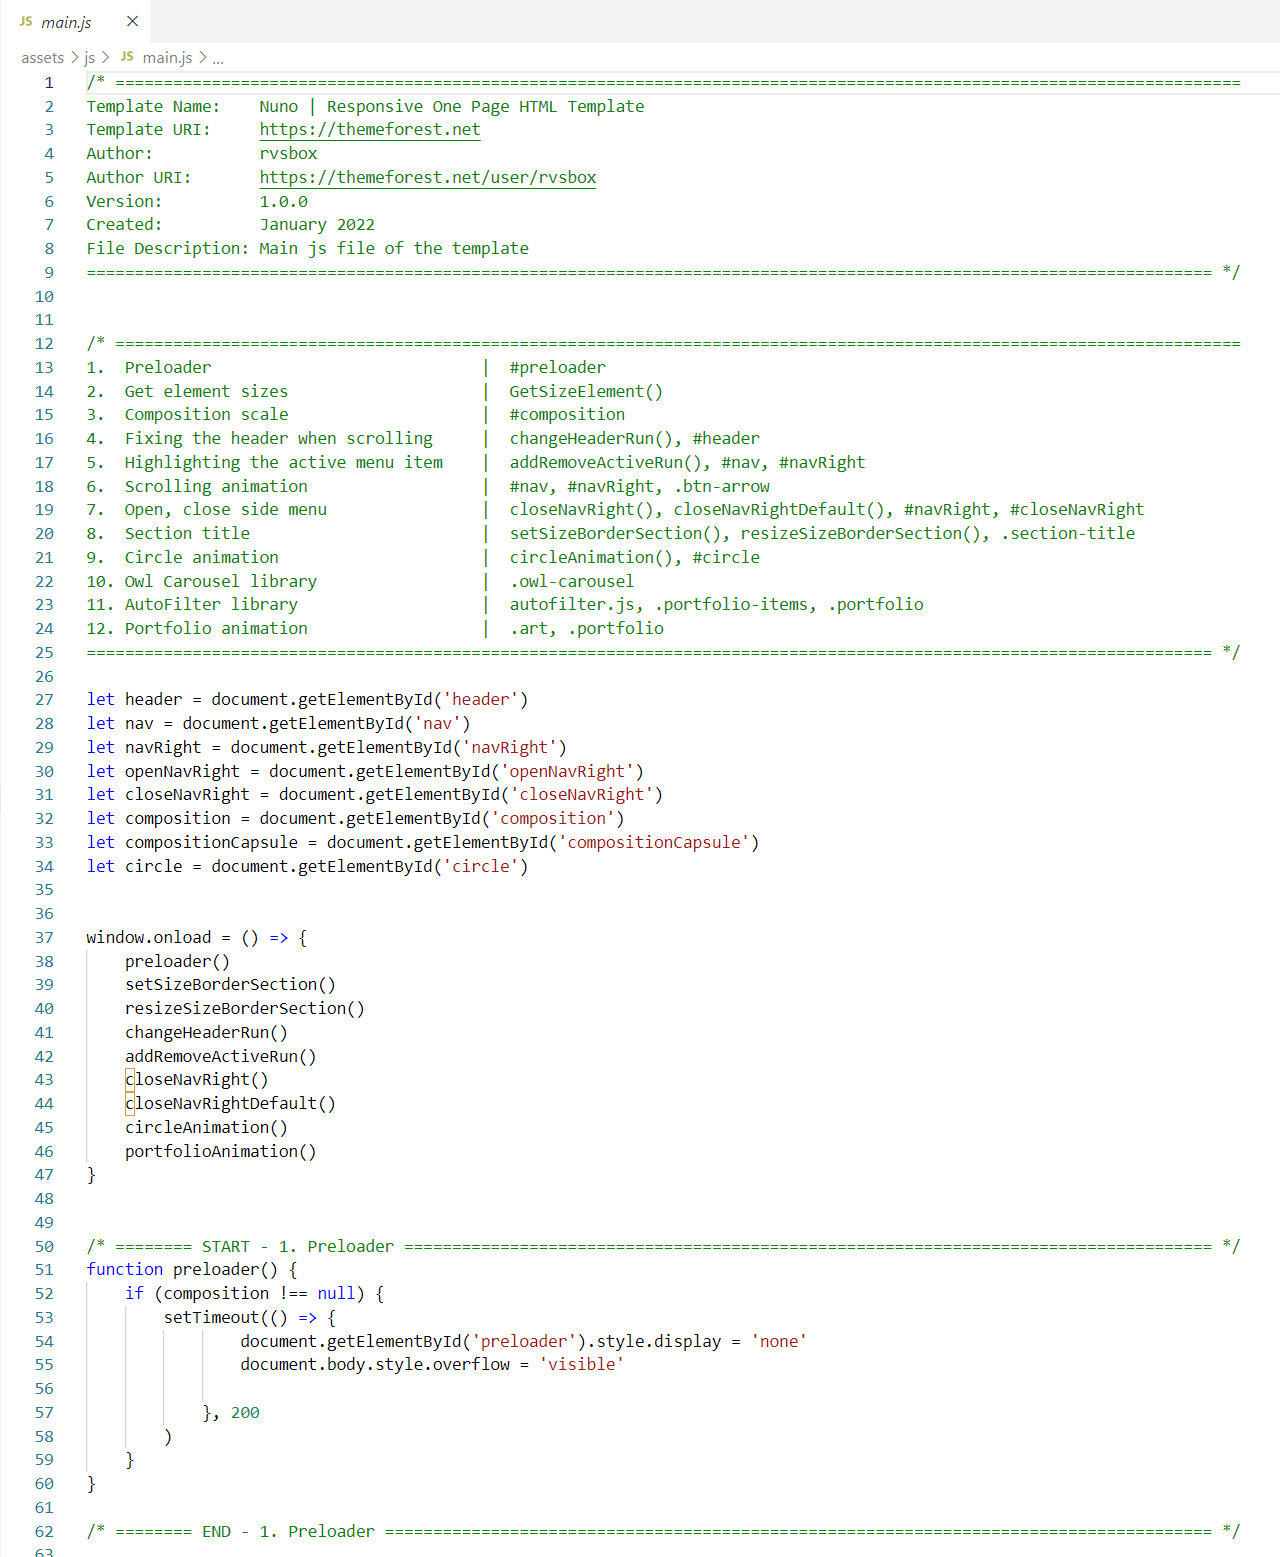 JS main.js
assets > js > JS main.js > ...
1 /* =====================================================================================================================
2 Template Name:    Nuno | Responsive One Page HTML Template
3 Template URI:     https://themeforest.net
4 Author:           rvsbox
5 Author URI:       https://themeforest.net/user/rvsbox
6 Version:          1.0.0
7 Created:          January 2022
8 File Description: Main js file of the template
9 ===================================================================================================================== */
10
11
12 /* =====================================================================================================================
13 1.  Preloader                            |  #preloader
14 2.  Get element sizes                    |  GetSizeElement()
15 3.  Composition scale                    |  #composition
16 4.  Fixing the header when scrolling     |  changeHeaderRun(), #header
17 5.  Highlighting the active menu item    |  addRemoveActiveRun(), #nav, #navRight
18 6.  Scrolling animation                  |  #nav, #navRight, .btn-arrow
19 7.  Open, close side menu                |  closeNavRight(), closeNavRightDefault(), #navRight, #closeNavRight
20 8.  Section title                        |  setSizeBorderSection(), resizeSizeBorderSection(), .section-title
21 9.  Circle animation                     |  circleAnimation(), #circle
22 10. Owl Carousel library                 |  .owl-carousel
23 11. AutoFilter library                   |  autofilter.js, .portfolio-items, .portfolio
24 12. Portfolio animation                  |  .art, .portfolio
25 ===================================================================================================================== */
26
27 let header = document.getElementById('header')
28 let nav = document.getElementById('nav')
29 let navRight = document.getElementById('navRight')
30 let openNavRight = document.getElementById('openNavRight')
31 let closeNavRight = document.getElementById('closeNavRight')
32 let composition = document.getElementById('composition')
33 let compositionCapsule = document.getElementById('compositionCapsule')
34 let circle = document.getElementById('circle')
35
36
37 window.onload = () => {
38     preloader()
39     setSizeBorderSection()
40     resizeSizeBorderSection()
41     changeHeaderRun()
42     addRemoveActiveRun()
43     closeNavRight()
44     closeNavRightDefault()
45     circleAnimation()
46     portfolioAnimation()
47 }
48
49
50 /* ======== START - 1. Preloader ==================================================================================== */
51 function preloader() {
52     if (composition !== null) {
53         setTimeout(() => {
54                 document.getElementById('preloader').style.display = 'none'
55                 document.body.style.overflow = 'visible'
56
57             }, 200
58         )
59     }
60 }
61
62 /* ======== END - 1. Preloader ====================================================================================== */
63